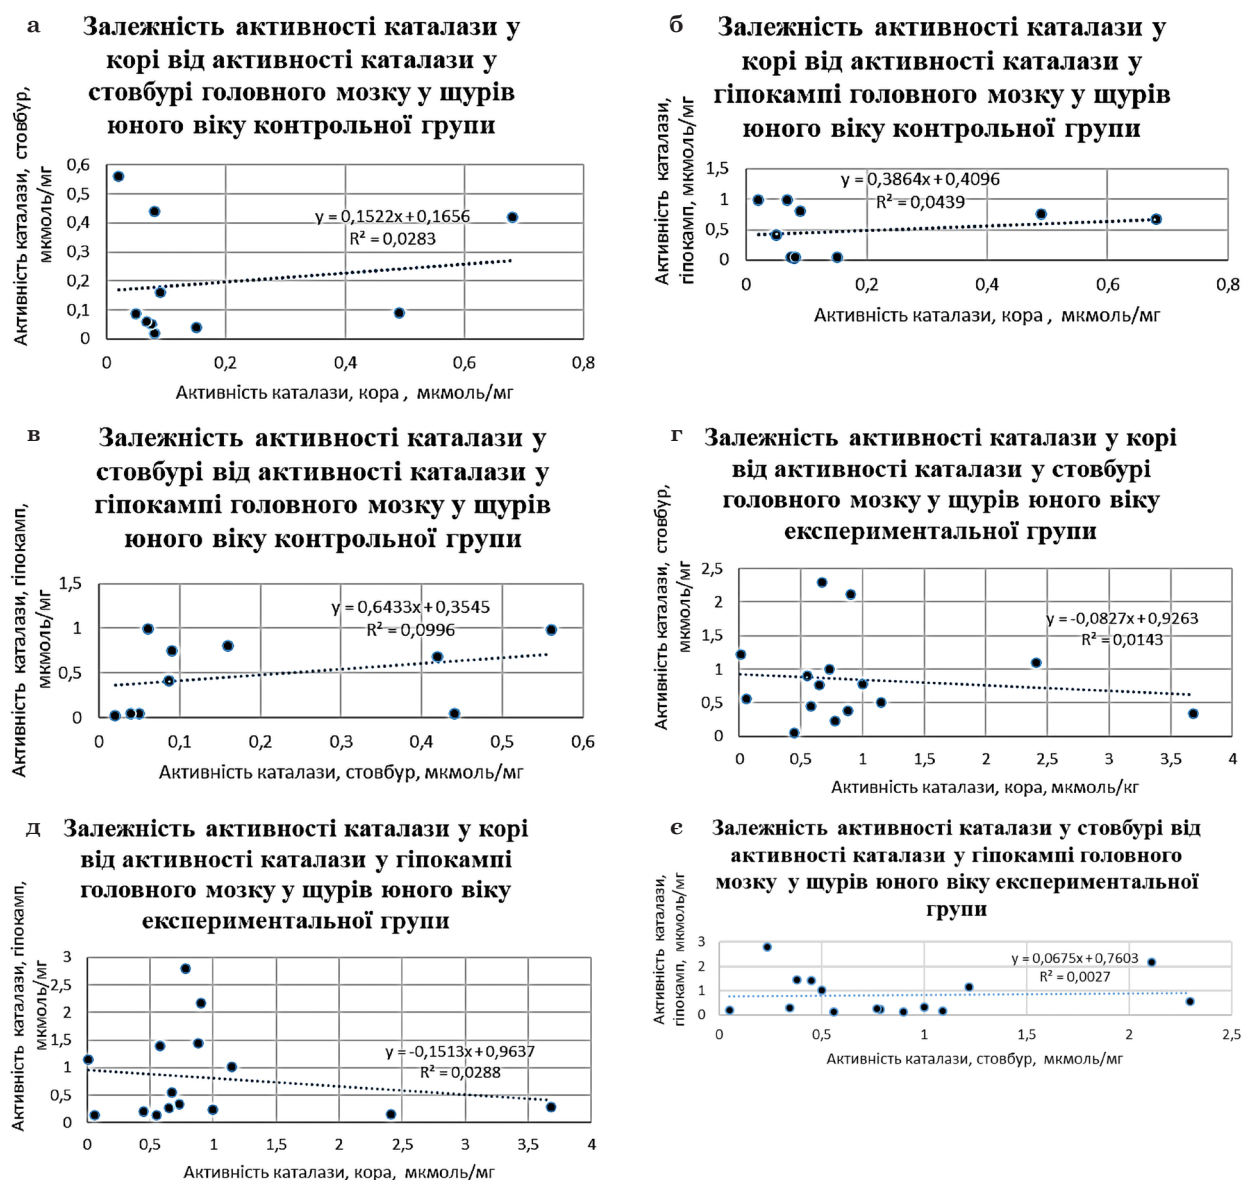 а
Залежність активності каталази у
корі від активності каталази у
стовбурі головного мозку у щурів
юного віку контрольної групи
Активність каталази, стовбур,
мкмоль/мг
0,6
0,5
0,4
0,3
0,2
0,1
0
y = 0,1522x + 0,1656
R² = 0,0283
0
0,2
0,4
0,6
0,8
Активність каталази, кора , мкмоль/мг
б
Залежність активності каталази у
корі від активності каталази у
гіпокампі головного мозку у щурів
юного віку контрольної групи
Активність каталази,
гіпокамп, мкмоль/мг
1,5
1
0,5
0
y = 0,3864x + 0,4096
R² = 0,0439
0
0,2
0,4
0,6
0,8
Активність каталази, кора , мкмоль/мг
в
Залежність активності каталази у
стовбурі від активності каталази у
гіпокампі головного мозку у щурів
юного віку контрольної групи
Активність каталази, гіпокамп,
мкмоль/мг
1,5
1
0,5
0
y = 0,6433x + 0,3545
R² = 0,0996
0
0,1
0,2
0,3
0,4
0,5
0,6
Активність каталази, стовбур, мкмоль/мг
г
Залежність активності каталази у корі
від активності каталази у стовбурі
головного мозку у щурів юного віку
експериментальної групи
Активність каталази, стовбур,
мкмоль/мг
2,5
2
1,5
1
0,5
0
y = -0,0827x + 0,9263
R² = 0,0143
0
0,5
1
1,5
2
2,5
3
3,5
4
Активність каталази, кора, мкмоль/кг
д
Залежність активності каталази у корі
від активності каталази у гіпокампі
головного мозку у щурів юного віку
експериментальної групи
Активність каталази, гіпокамп,
мкмоль/мг
3
2,5
2
1,5
1
0,5
0
y = -0,1513x + 0,9637
R² = 0,0288
0
0,5
1
1,5
2
2,5
3
3,5
4
Активність каталази, кора, мкмоль/мг
є
Залежність активності каталази у стовбурі від
активності каталази у гіпокампі головного
мозку у щурів юного віку експериментальної
групи
Активність каталази,
гіпокамп, мкмоль/мг
3
2
1
0
y = 0,0675x + 0,7603
R² = 0,0027
0
0,5
1
1,5
2
2,5
Активність каталази, стовбур, мкмоль/мг